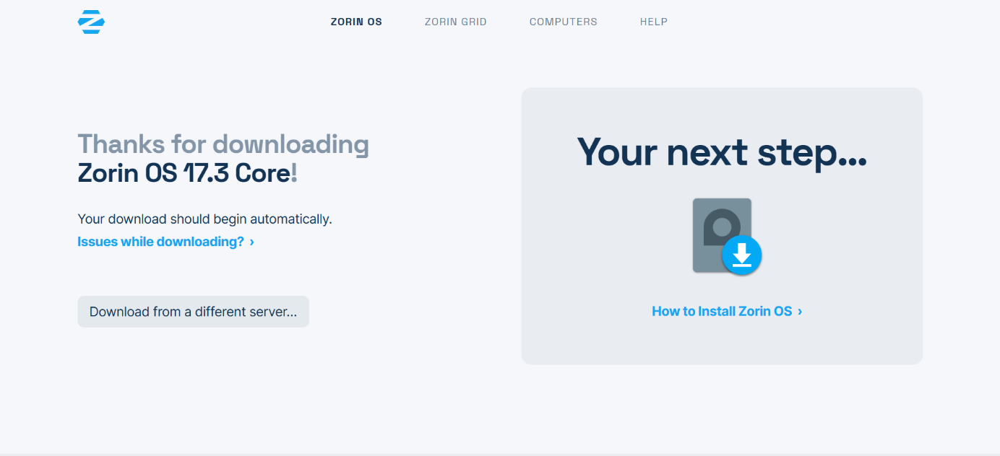 ZORIN OS
ZORIN GRID
COMPUTERS
HELP
Thanks for downloading
Zorin OS 17.3 Core!
Your download should begin automatically.
Issues while downloading? ›
Download from a different server...
Your next step...
How to Install Zorin OS ›